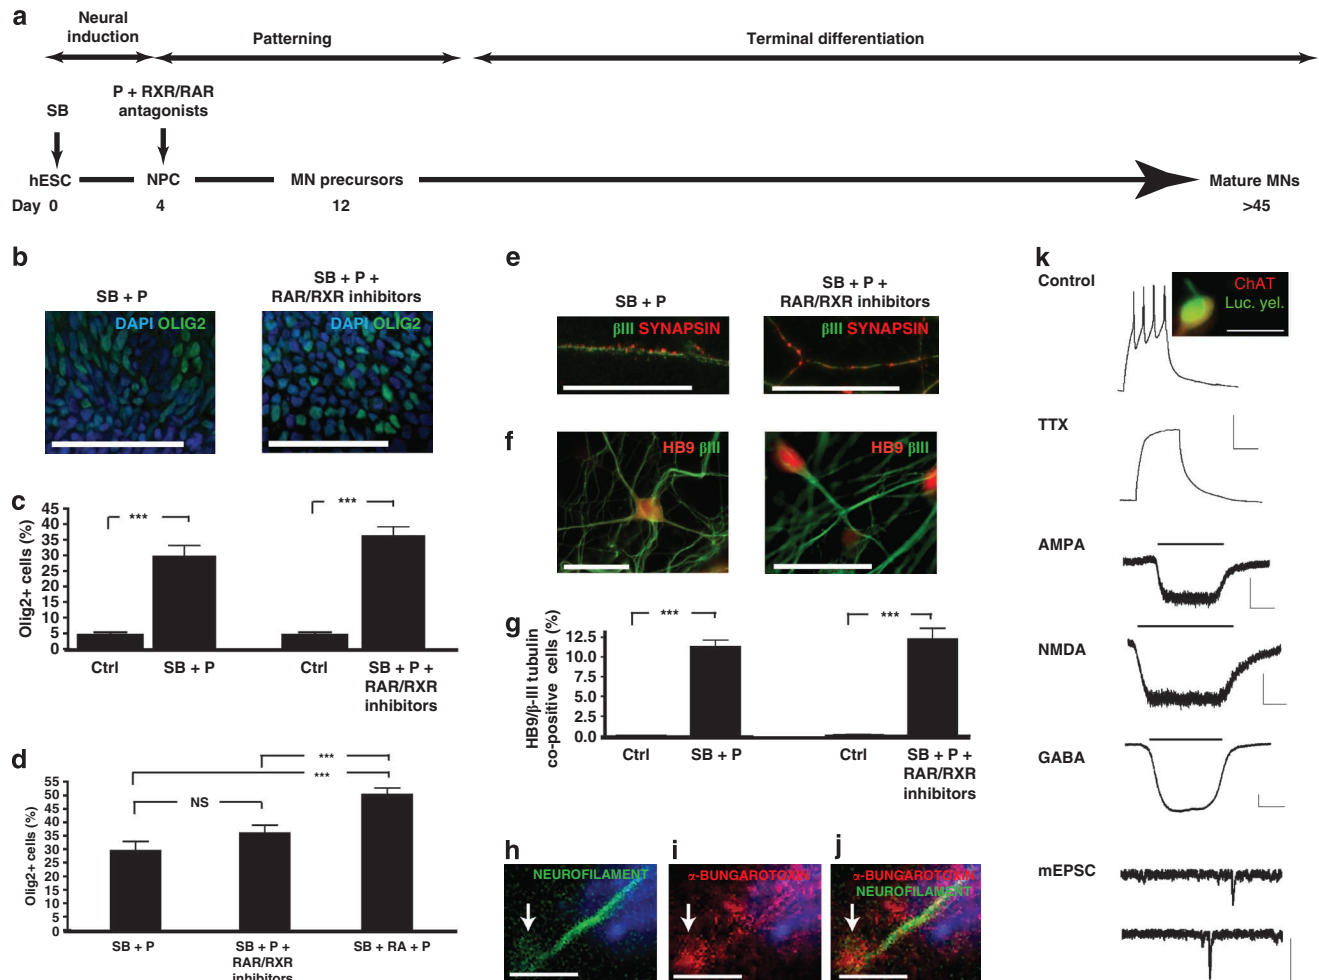 a
Neural
induction
Patterning
Terminal differentiation
SB
P + RXR/RAR
antagonists
hESC
NPC
MN precursors
Mature MNs
Day 0
4
12
>45
b
SB + P
SB + P +
RAR/RXR inhibitors
DAPI OLIG2
DAPI OLIG2
c
Olig2+ cells (%)
45
40
35
30
25
20
15
10
5
0
***
***
Ctrl
SB + P
Ctrl
SB + P +
RAR/RXR
inhibitors
d
Olig2+ cells (%)
55
50
45
40
35
30
25
20
15
10
5
0
***
***
NS
SB + P
SB + P +
RAR/RXR
inhibitors
SB + RA + P
e
SB + P
SB + P +
RAR/RXR inhibitors
βIII SYNAPSIN
βIII SYNAPSIN
f
HB9 βIII
HB9 βIII
g
HB9/β-III tubulin
co-positive cells (%)
12.5
10.0
7.5
5.0
2.5
0.0
***
***
Ctrl
SB + P
Ctrl
SB + P +
RAR/RXR
inhibitors
h
NEUROFILAMENT
i
α-BUNGAROTOXIN
j
α-BUNGAROTOXIN
NEUROFILAMENT
k
Control
ChAT
Luc. yel.
TTX
AMPA
NMDA
GABA
mEPSC